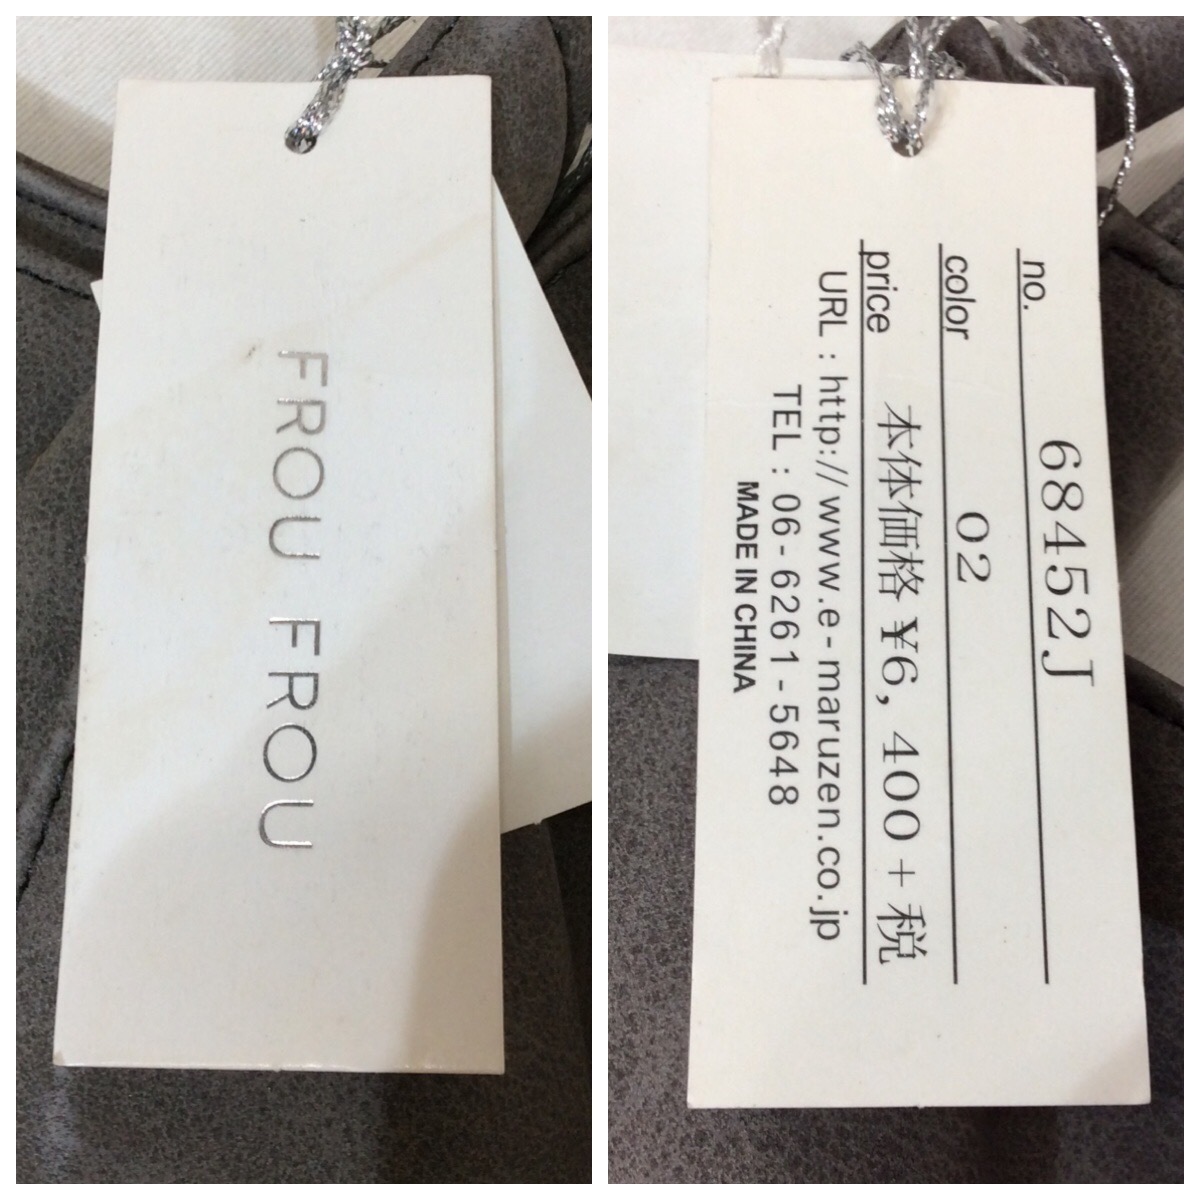 FROU FROU
no. 68452J
color 02
price 本体価格 ¥6,400+税
URL : http://www.e-maruzen.co.jp
TEL : 06-6261-5648
MADE IN CHINA